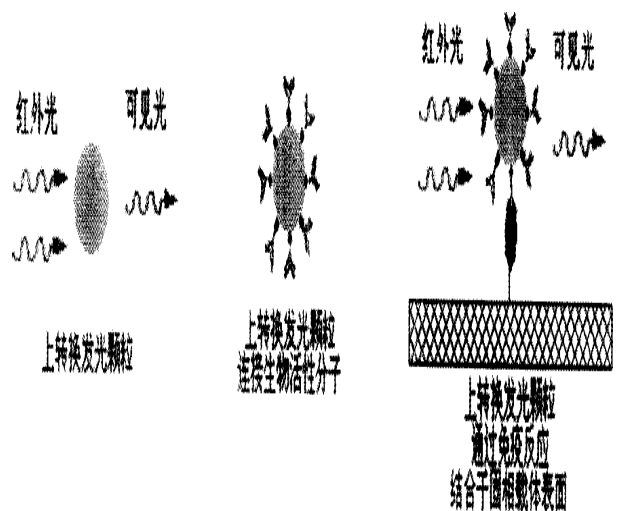 红外光
可见光
上转换发光颗粒
上转换发光颗粒
连接生物活性分子
红外光
可见光
上转换发光颗粒
通过免疫反应
结合于固相载体表面